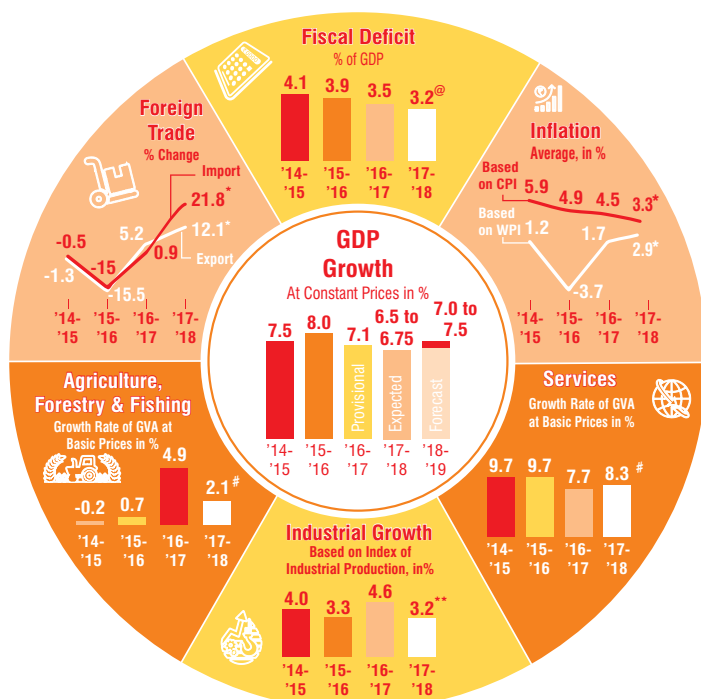 Fiscal Deficit
% of GDP
4.1 3.9 3.5 3.2@
’14- ’15- ’16- ’17-
’15 ’16 ’17 ’18
Foreign
Trade
% Change
Import
21.8*
12.1*
Export
-0.5 -15 5.2 0.9
-1.3 -15.5
’14- ’15- ’16- ’17-
’15 ’16 ’17 ’18
Inflation
Average, in %
Based
on CPI
5.9 4.9 4.5 3.3*
Based
on WPI
1.2 -3.7 1.7 2.9*
’14- ’15- ’16- ’17-
’15 ’16 ’17 ’18
GDP
Growth
At Constant Prices in %
7.5 8.0 7.1 6.5 to 7.0 to
6.75 7.5
Provisional
Expected
Forecast
’14- ’15- ’16- ’17- ’18-
’15 ’16 ’17 ’18 ’19
Agriculture,
Forestry & Fishing
Growth Rate of GVA at
Basic Prices in %
-0.2 0.7 4.9 2.1#
’14- ’15- ’16- ’17-
’15 ’16 ’17 ’18
Services
Growth Rate of GVA
at Basic Prices in %
9.7 9.7 7.7 8.3#
’14- ’15- ’16- ’17-
’15 ’16 ’17 ’18
Industrial Growth
Based on Index of
Industrial Production, in%
4.0 3.3 4.6 3.2**
’14- ’15- ’16- ’17-
’15 ’16 ’17 ’18